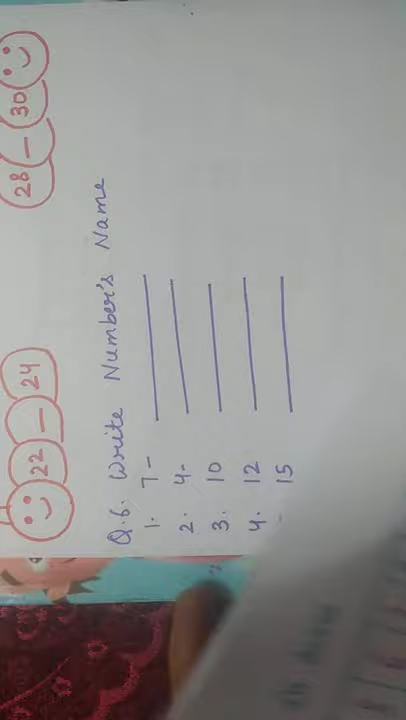 22 — 24
28 — 30
Q.6. Write Number's Name
1. 7 -
2. 4 -
3. 10
4. 12
15